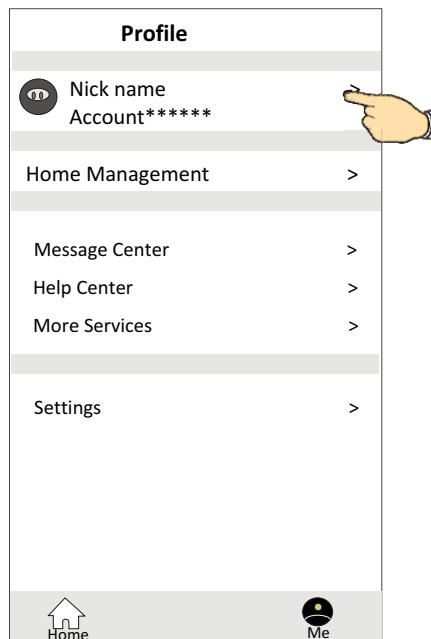 Profile
Nick name >
Account******
Home Management >
Message Center >
Help Center >
More Services >
Settings >
Home Me